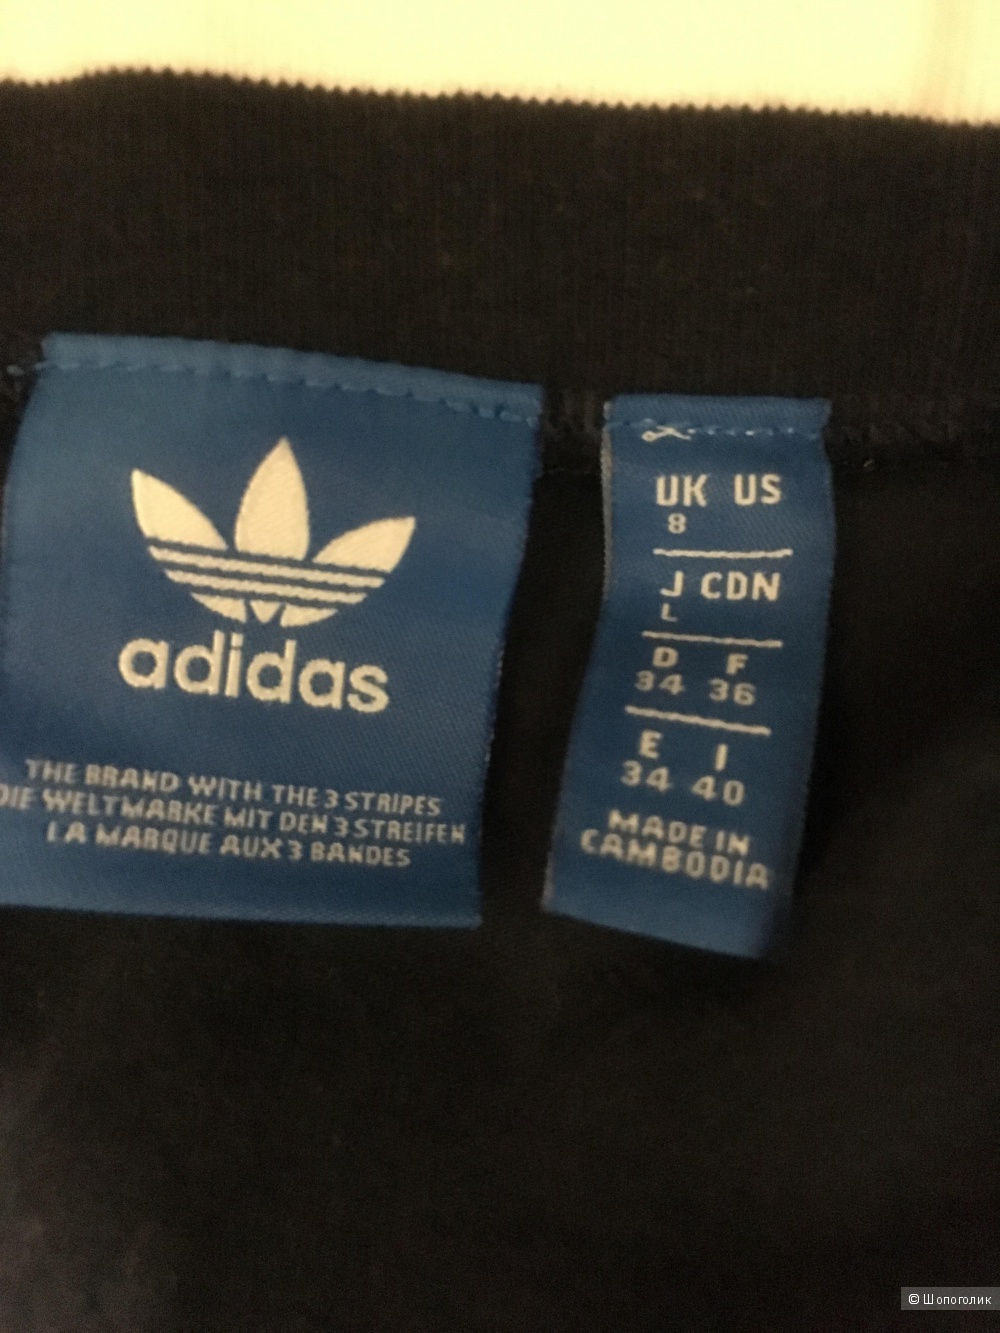 adidas
THE BRAND WITH THE 3 STRIPES
DIE WELTMARKE MIT DEN 3 STREIFEN
LA MARQUE AUX 3 BANDES
UK US
8
J CDN
L
D F
34 36
E I
34 40
MADE IN
CAMBODIA
© Шопоголик